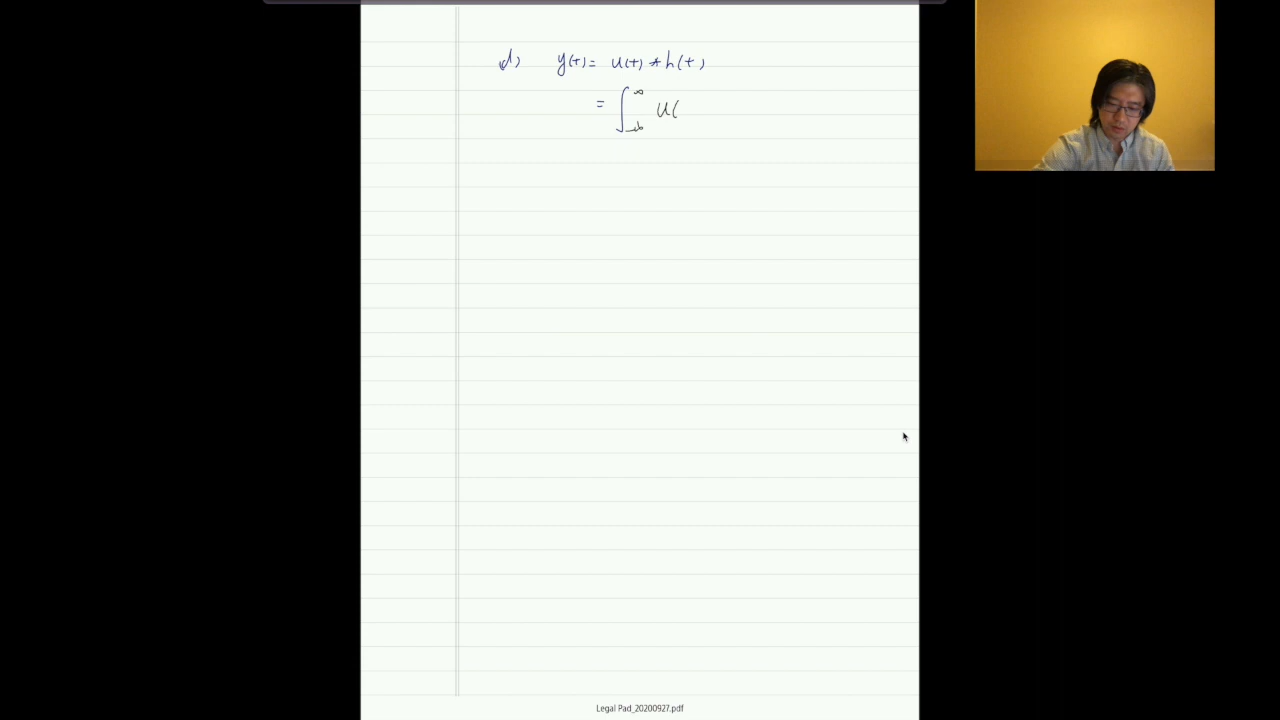 d) y(t) = u(t) * h(t)
= ∫_{-∞}^{∞} u(
Legal Pad_20200927.pdf